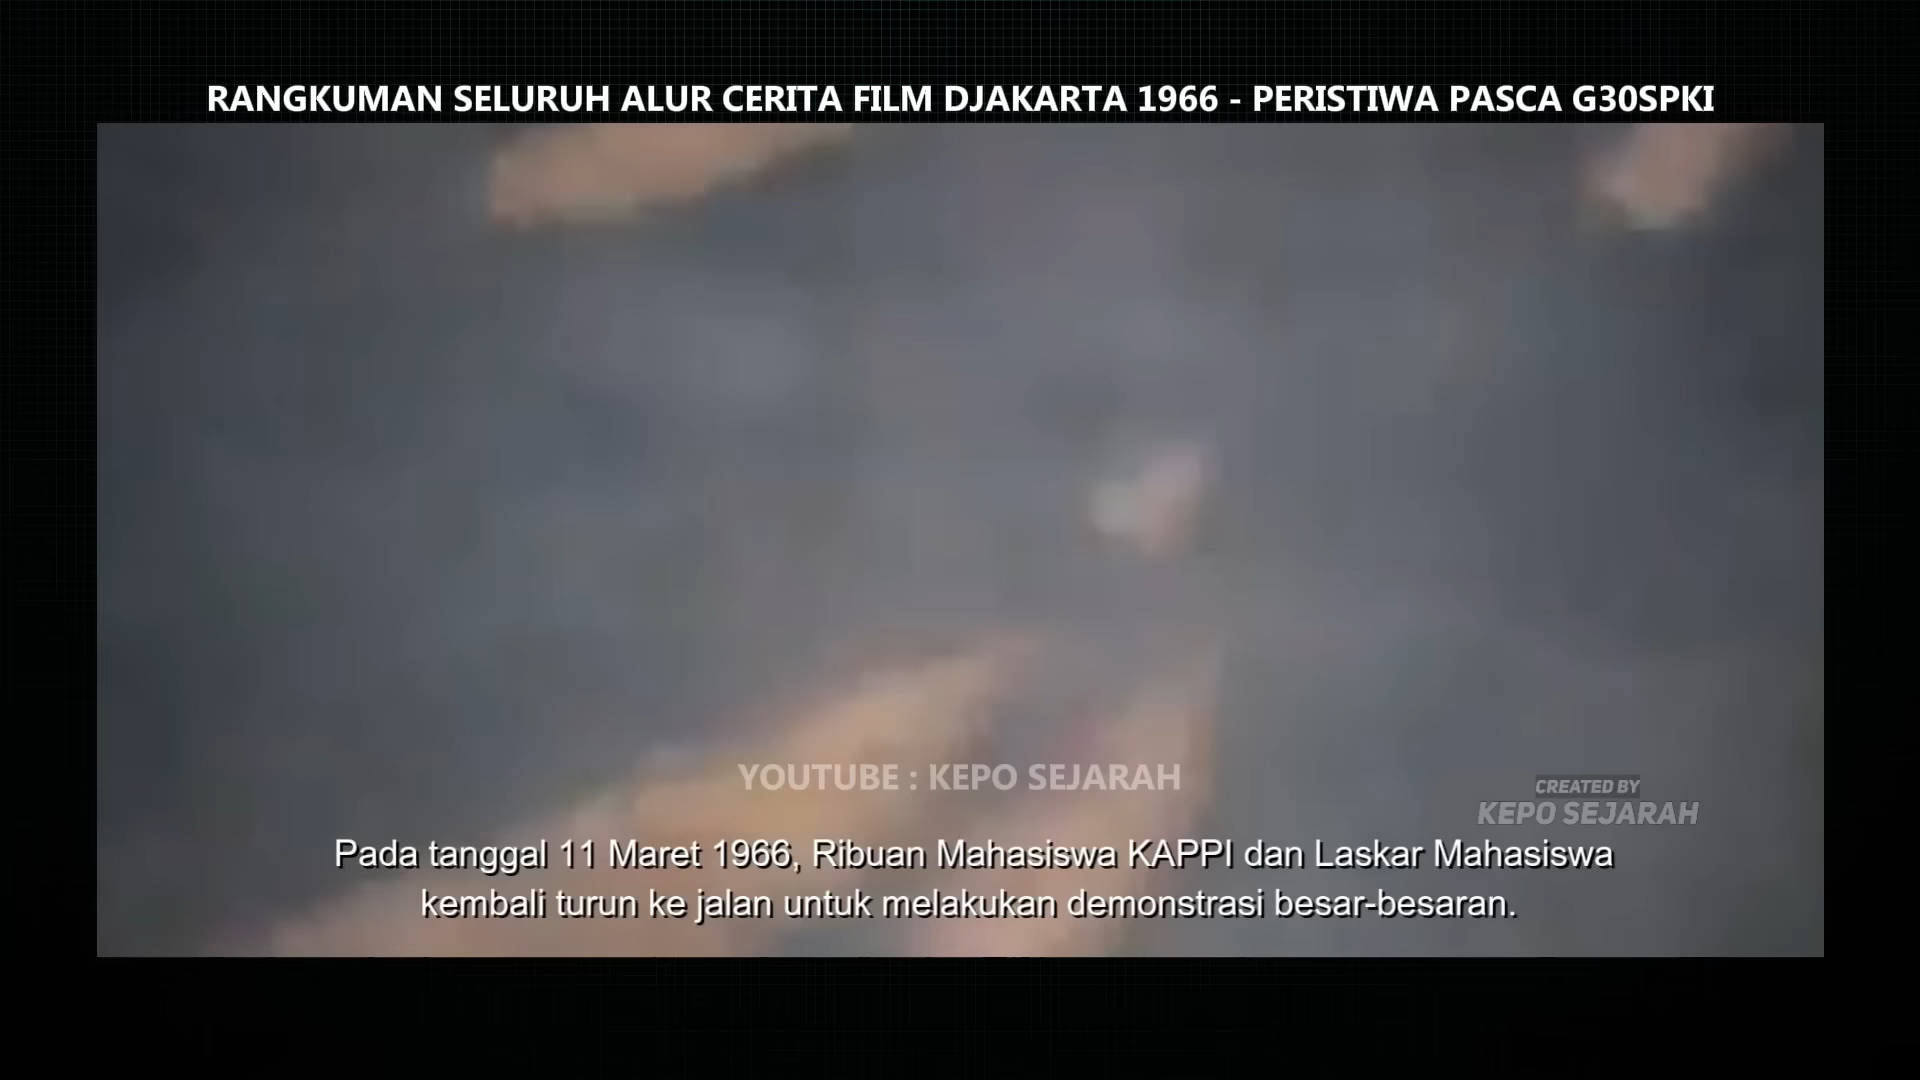 RANGKUMAN SELURUH ALUR CERITA FILM DJAKARTA 1966 - PERISTIWA PASCA G30SPKI
YOUTUBE : KEPO SEJARAH
CREATED BY
KEPO SEJARAH
Pada tanggal 11 Maret 1966, Ribuan Mahasiswa KAPPI dan Laskar Mahasiswa
kembali turun ke jalan untuk melakukan demonstrasi besar-besaran.